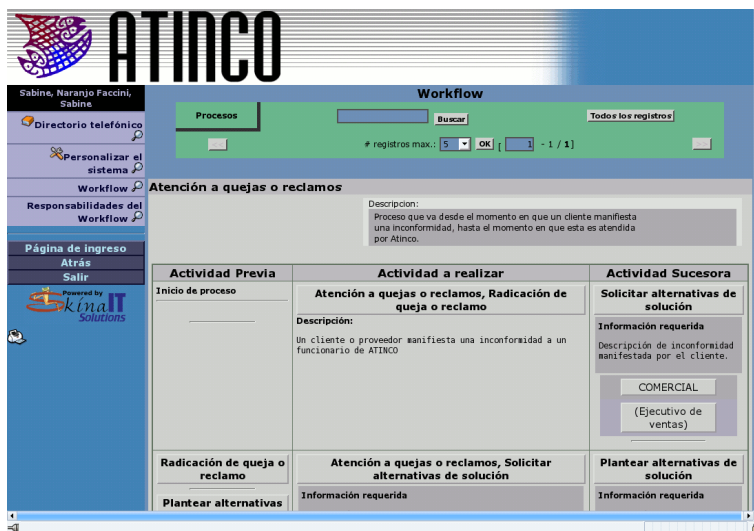 ATINCO
Sabine, Naranjo Faccini,
Sabine
Directorio telefónico
Personalizar el
sistema
Workflow
Responsabilidades del
Workflow
Página de ingreso
Atrás
Salir
Powered by
SkinaIT
Solutions
Workflow
Procesos
Buscar
Todos los registros
<<
# registros max.: 5 OK [ 1 - 1 / 1]
>>
Atención a quejas o reclamos
Descripcion:
Proceso que va desde el momento en que un cliente manifiesta
una inconformidad, hasta el momento en que esta es atendida
por Atinco.
Actividad Previa
Actividad a realizar
Actividad Sucesora
Inicio de proceso
Atención a quejas o reclamos, Radicación de
queja o reclamo
Descripción:
Un cliente o proveedor manifiesta una inconformidad a un
funcionario de ATINCO
Solicitar alternativas de
solución
Información requerida
Descripción de inconformidad
manifestada por el cliente.
COMERCIAL
(Ejecutivo de
ventas)
Radicación de queja o
reclamo
Plantear alternativas
Atención a quejas o reclamos, Solicitar
alternativas de solución
Información requerida
Plantear alternativas de
solución
Información requerida